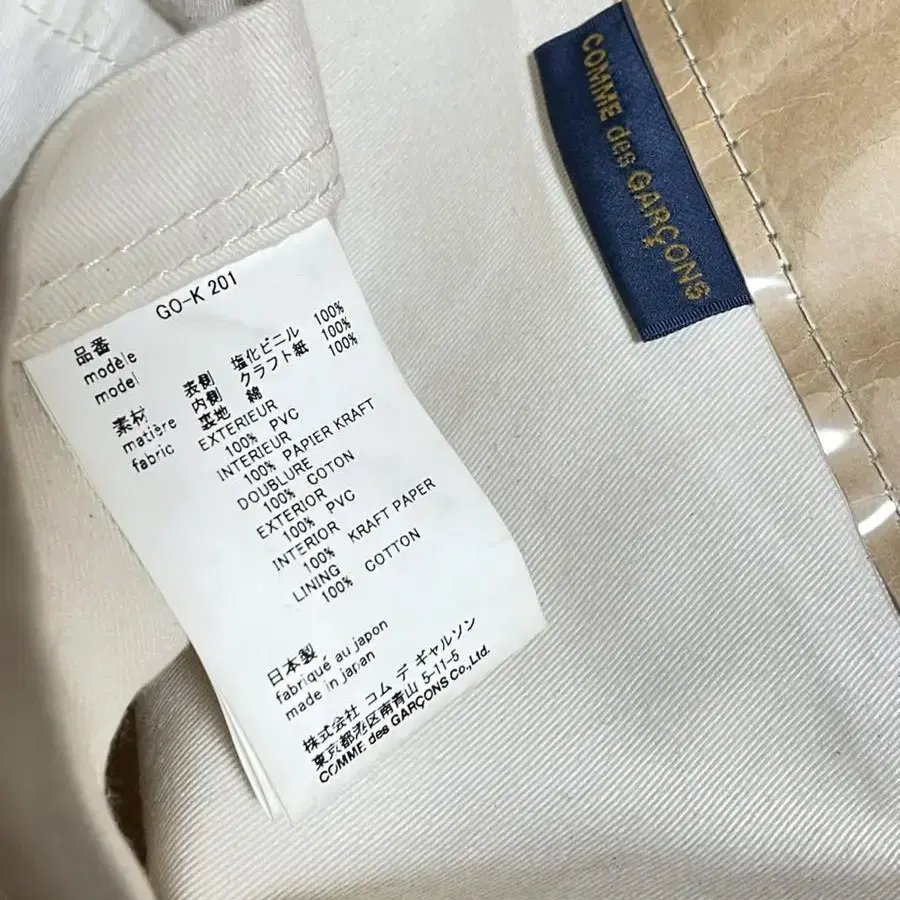 COMME des GARÇONS
品番 GO-K 201
modèle
model
素材 表側 塩化ビニル 100%
matière 内側 クラフト紙 100%
fabric 裏地 綿 100%
EXTERIEUR
100% PVC
INTERIEUR
100% PAPIER KRAFT
DOUBLURE
100% COTON
EXTERIOR
100% PVC
INTERIOR
100% KRAFT PAPER
LINING
100% COTTON
日本製
fabriqué au japon
made in japan
株式会社 コム デ ギャルソン
東京都港区南青山 5-11-5
COMME des GARÇONS Co., Ltd.